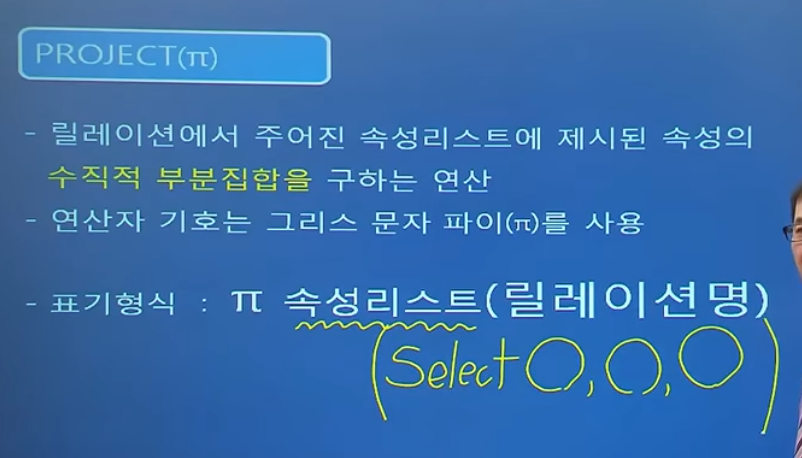 PROJECT(π)
- 릴레이션에서 주어진 속성리스트에 제시된 속성의
수직적 부분집합을 구하는 연산
- 연산자 기호는 그리스 문자 파이(π)를 사용
- 표기형식 : π 속성리스트(릴레이션명)
(Select ○, ○, ○)